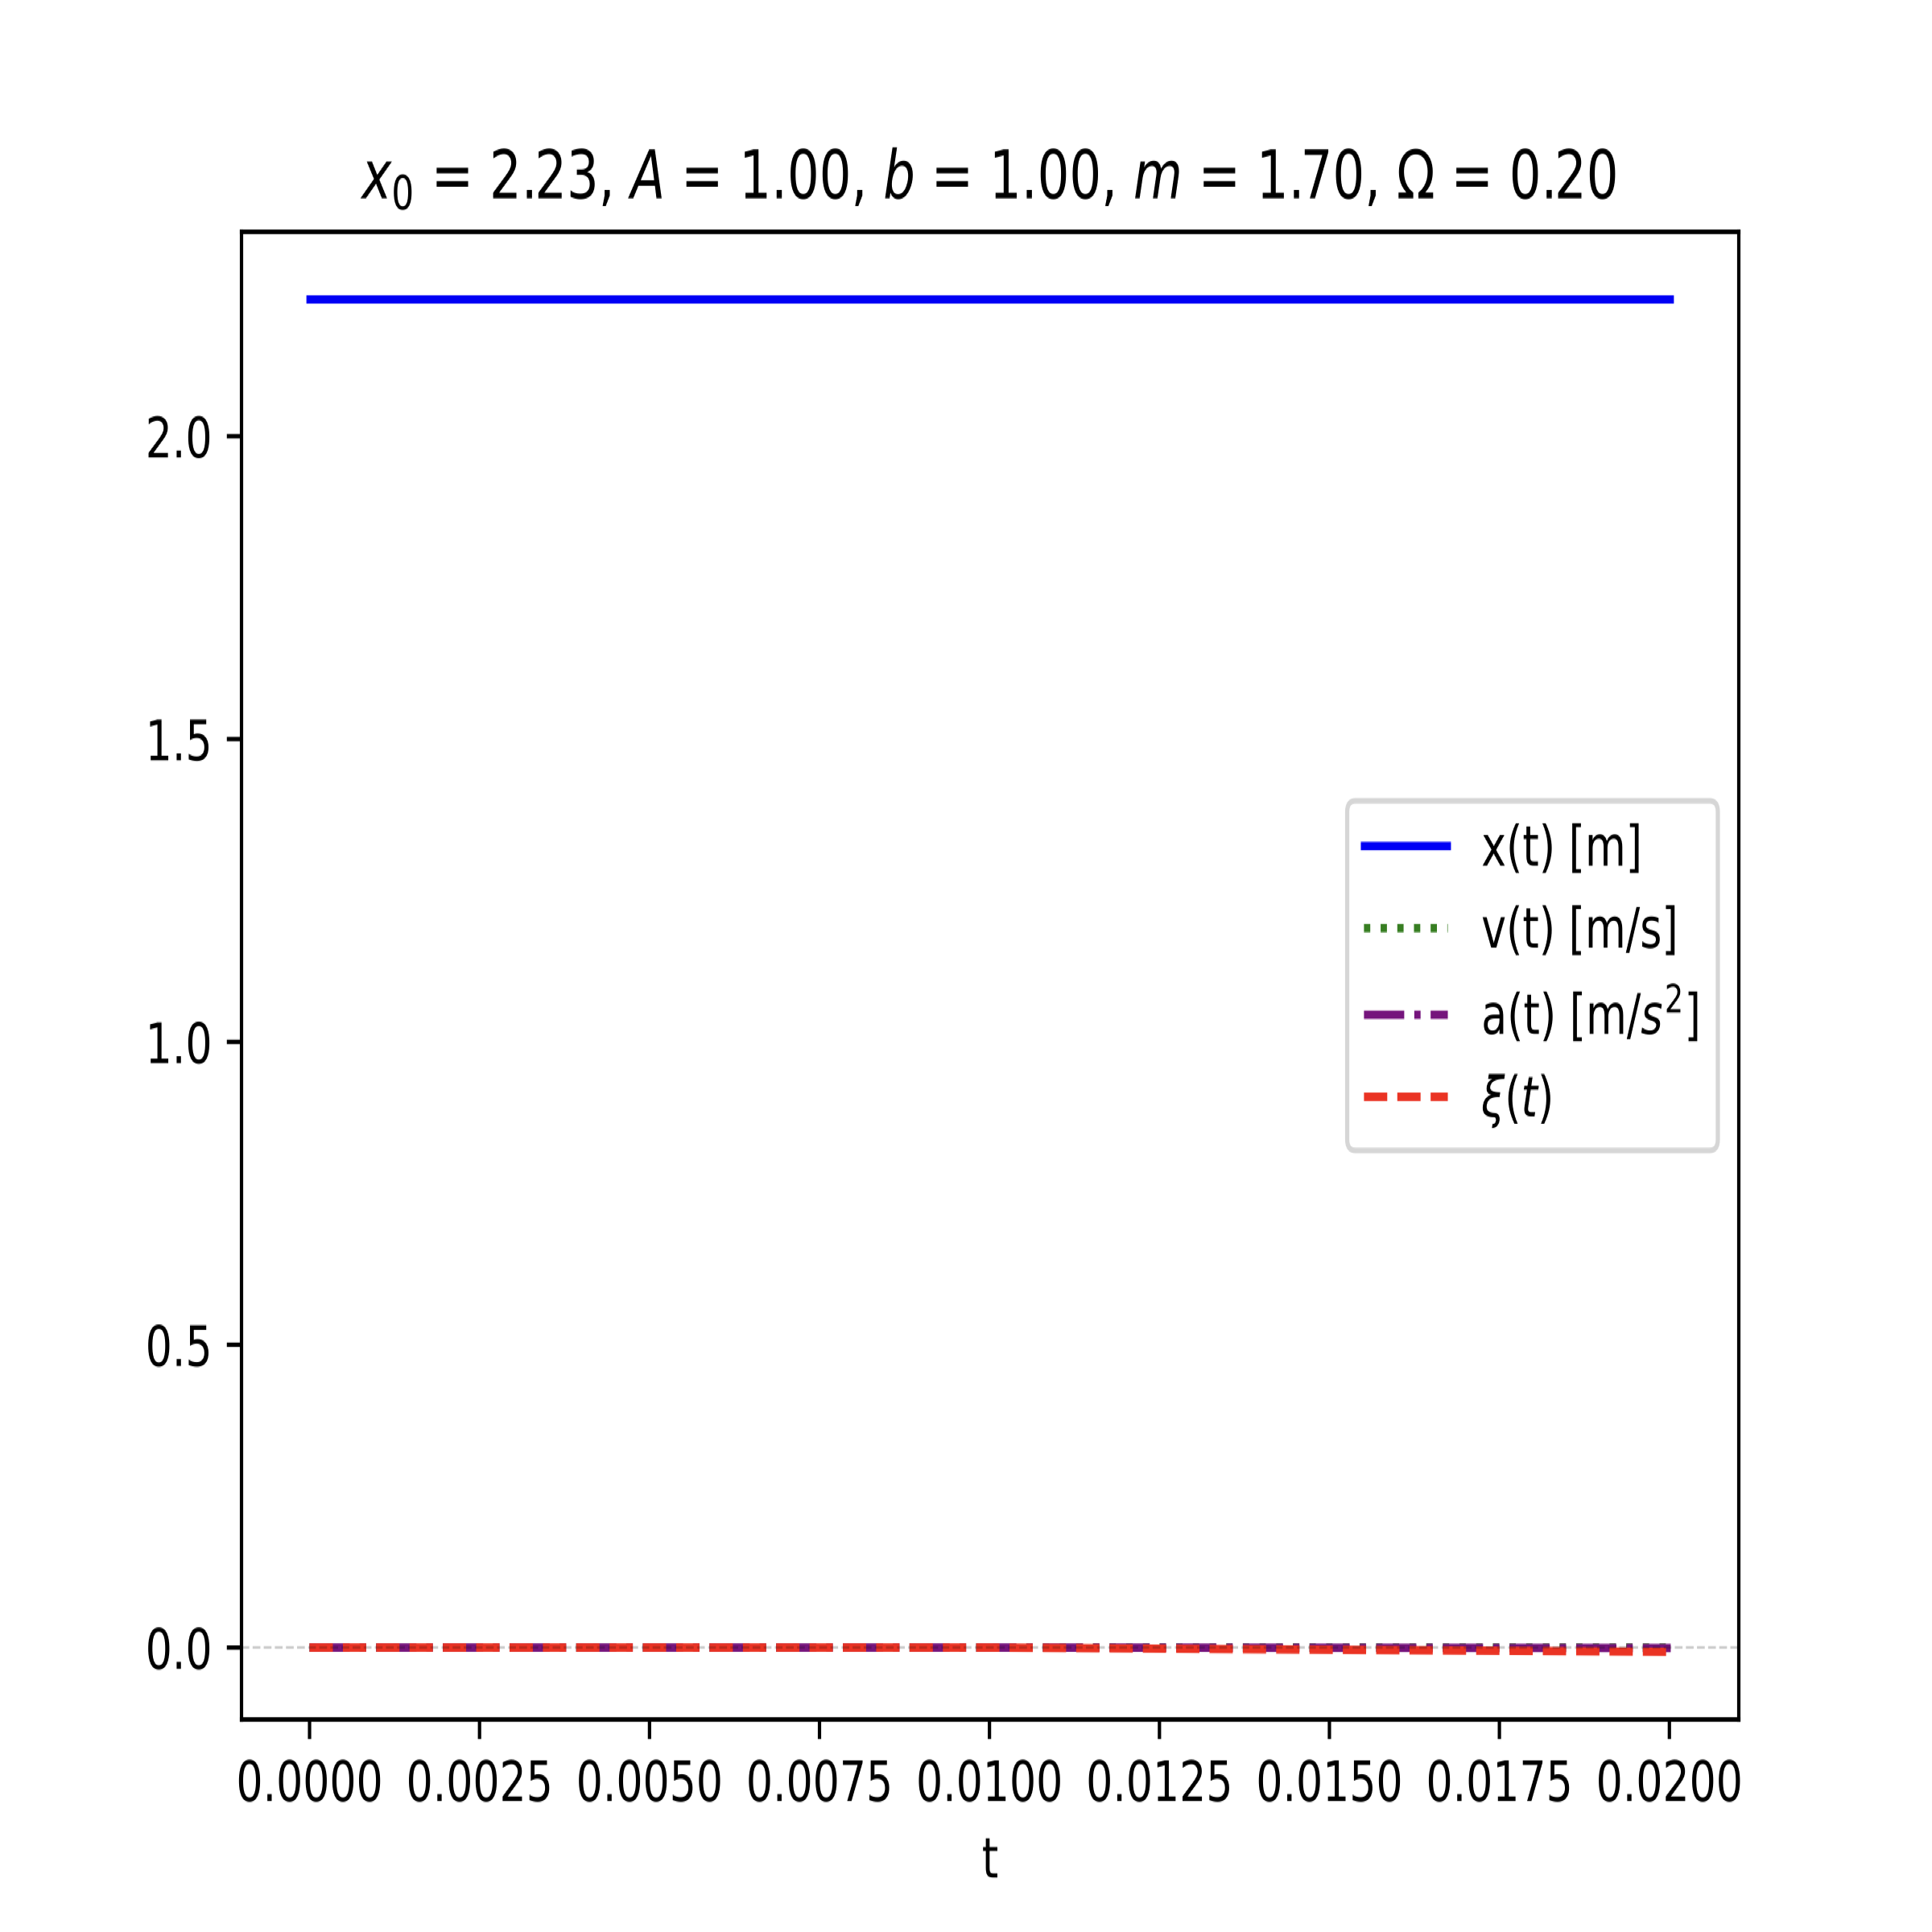 x₀ = 2.23, A = 1.00, b = 1.00, m = 1.70, Ω = 0.20
2.0
1.5
1.0
0.5
0.0
x(t) [m]
v(t) [m/s]
a(t) [m/s²]
ξ(t)
0.0000 0.0025 0.0050 0.0075 0.0100 0.0125 0.0150 0.0175 0.0200
t